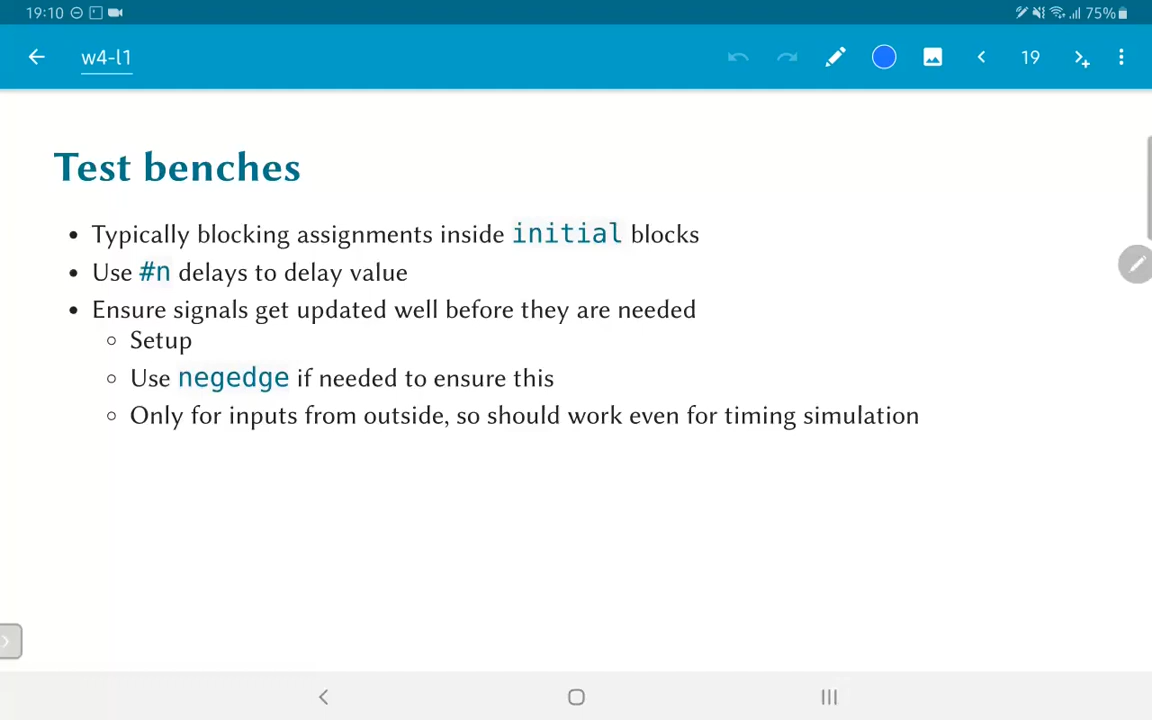 19:10 75%
w4-l1 19
Test benches
• Typically blocking assignments inside initial blocks
• Use #n delays to delay value
• Ensure signals get updated well before they are needed
○ Setup
○ Use negedge if needed to ensure this
○ Only for inputs from outside, so should work even for timing simulation